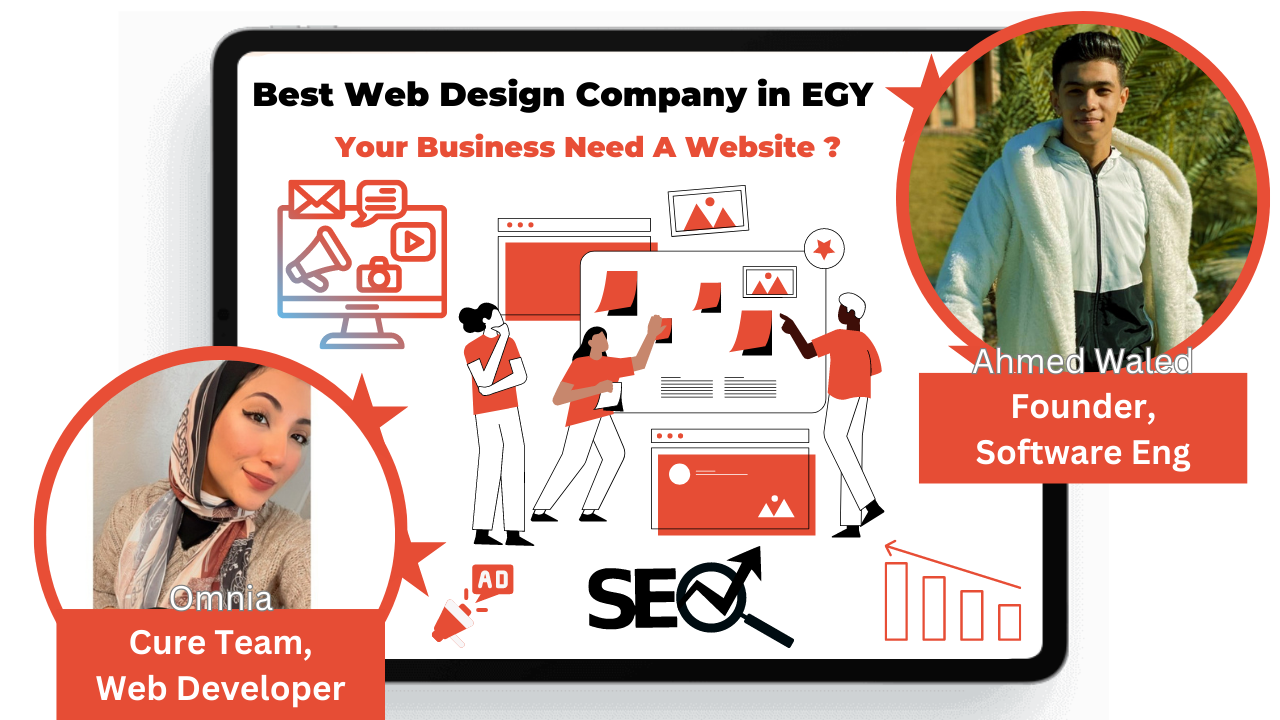 Best Web Design Company in EGY
Your Business Need A Website ?
Ahmed Waled
Founder,
Software Eng
Omnia
Cure Team,
Web Developer
AD
SEO